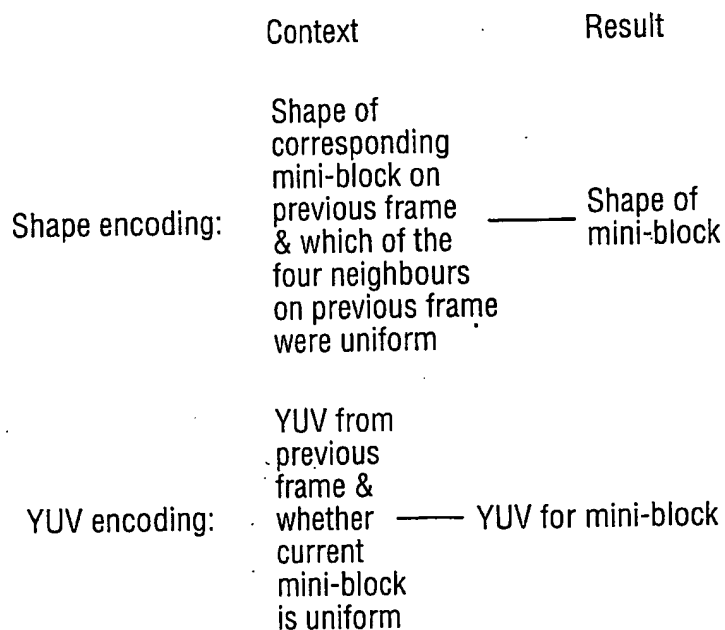 Context Result
Shape of
corresponding
mini-block on
previous frame
Shape encoding: & which of the
four neighbours
on previous frame
were uniform
Shape of
mini-block
YUV from
previous
frame &
YUV encoding: whether YUV for mini-block
current
mini-block
is uniform